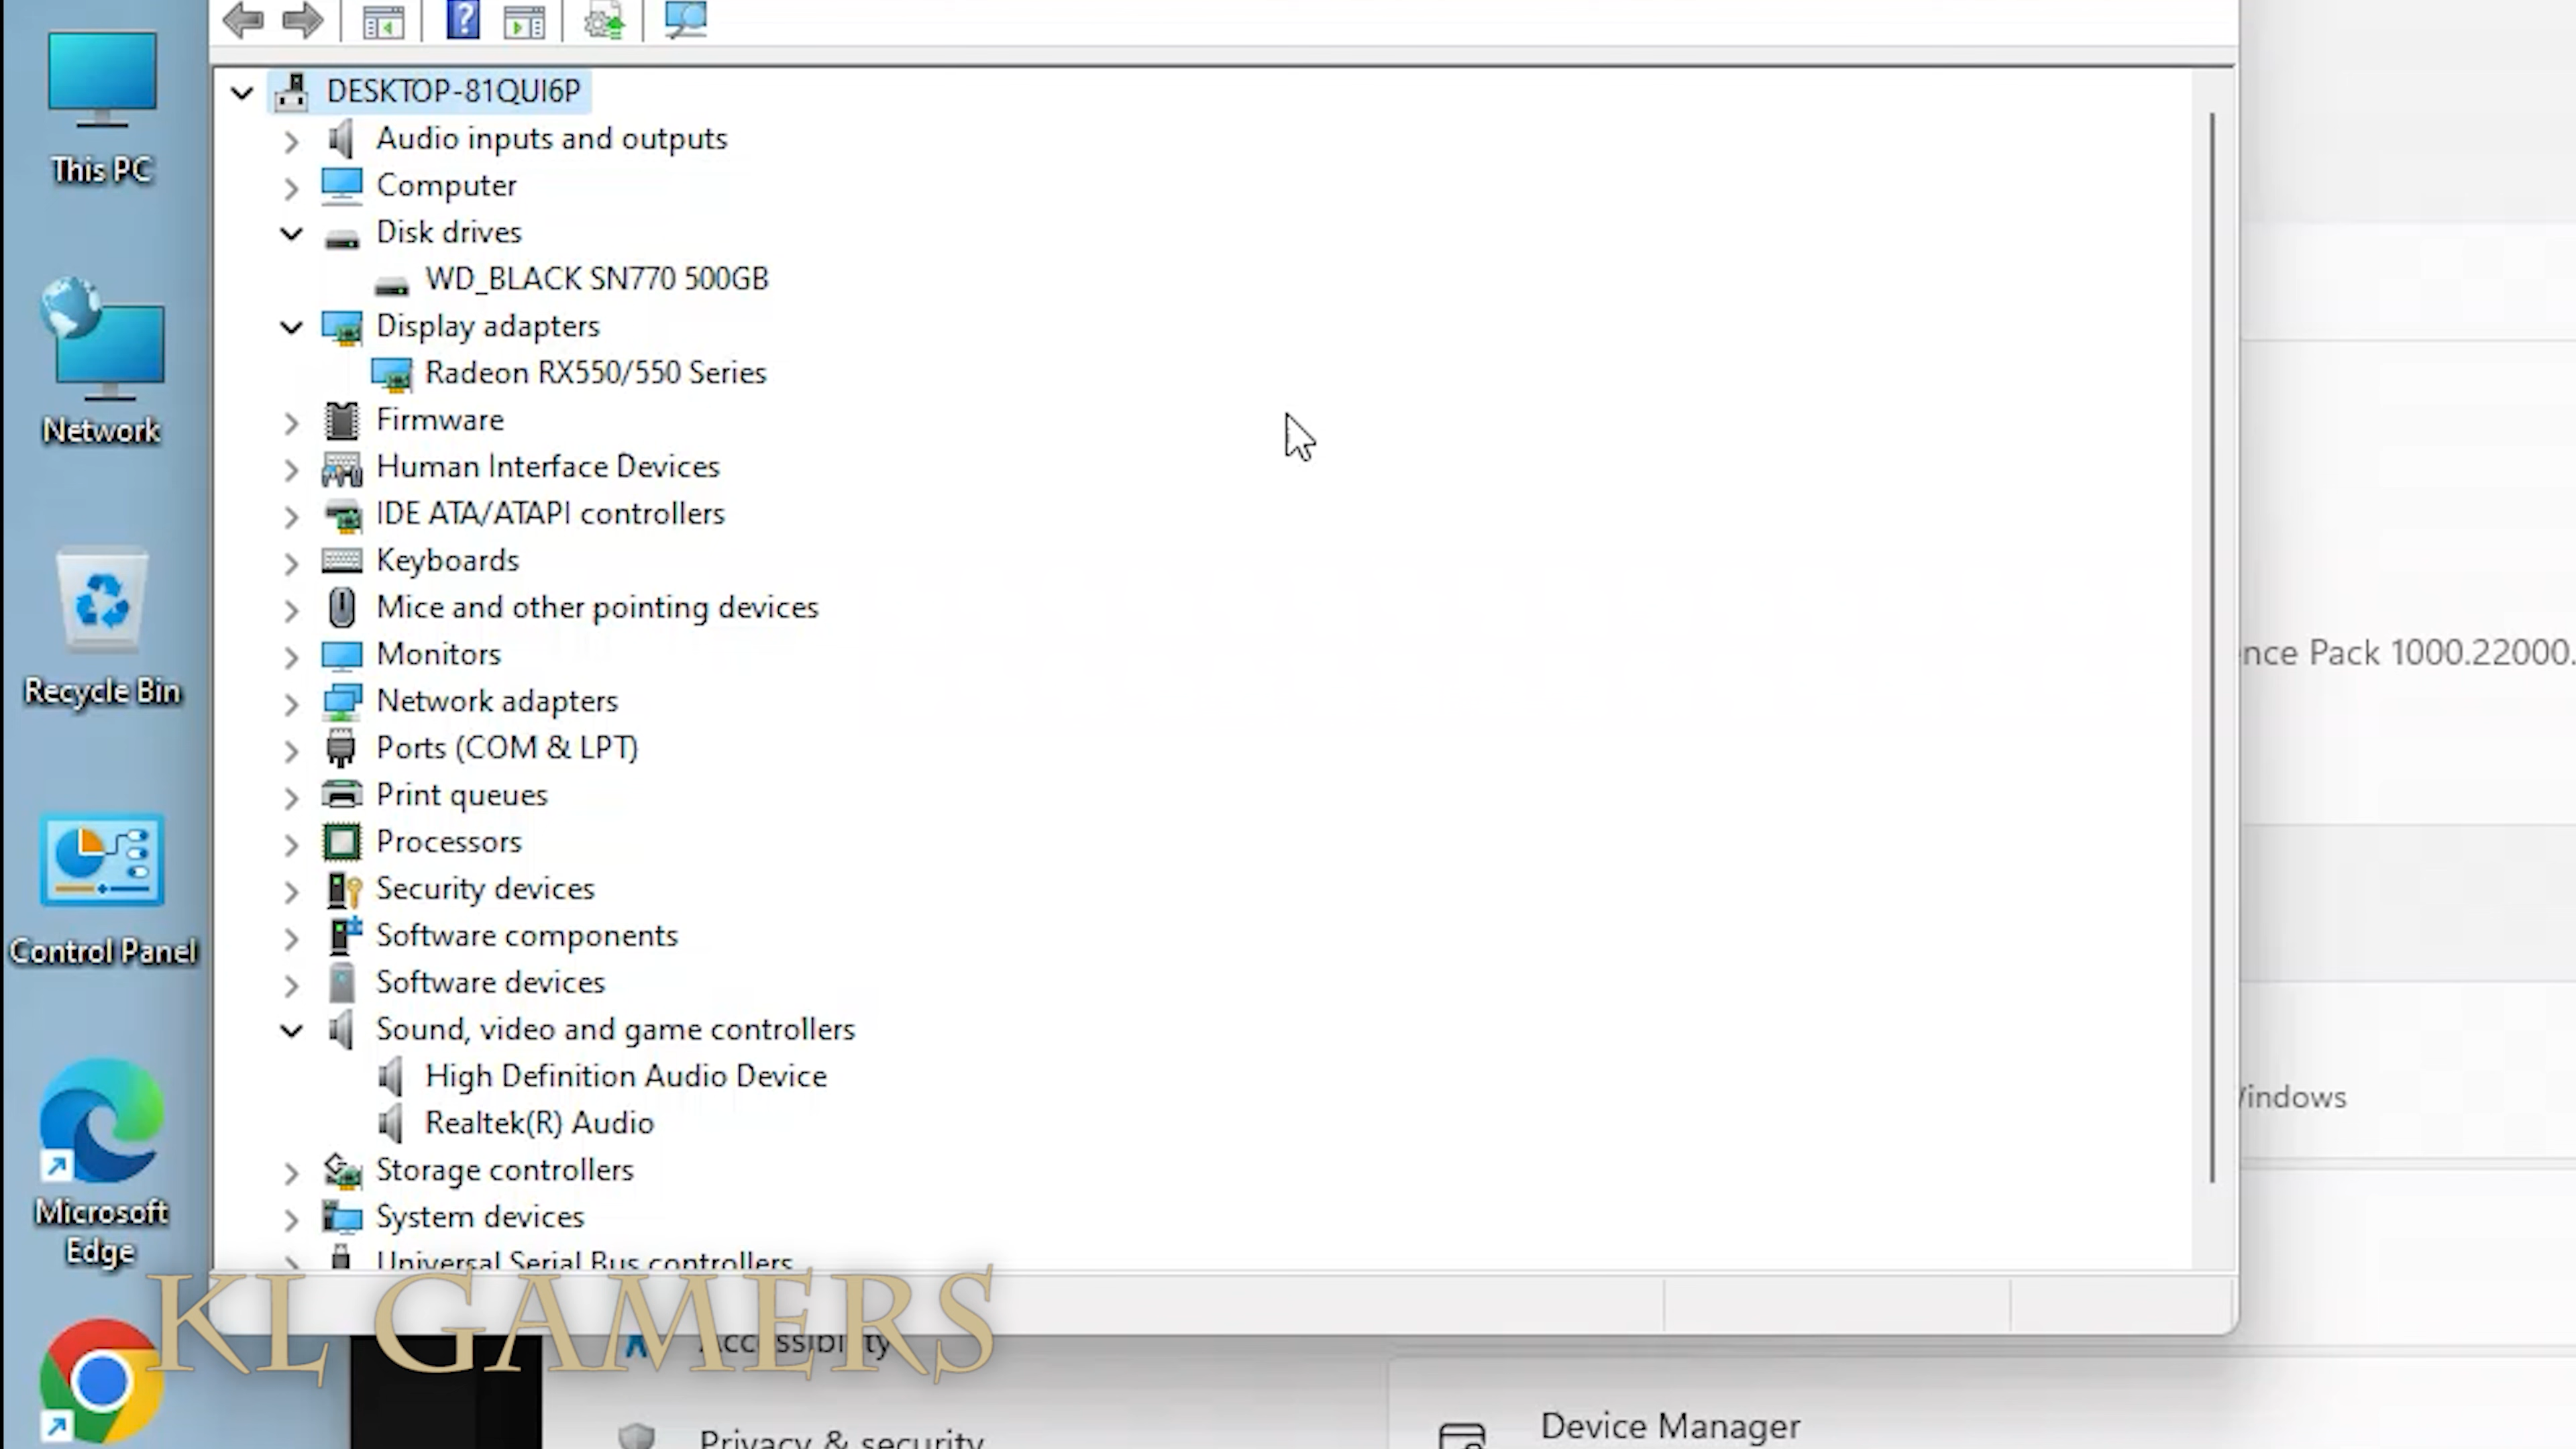 DESKTOP-81QUI6P
Audio inputs and outputs
Computer
Disk drives
WD_BLACK SN770 500GB
Display adapters
Radeon RX550/550 Series
Firmware
Human Interface Devices
IDE ATA/ATAPI controllers
Keyboards
Mice and other pointing devices
Monitors
Network adapters
Ports (COM & LPT)
Print queues
Processors
Security devices
Software components
Software devices
Sound, video and game controllers
High Definition Audio Device
Realtek(R) Audio
Storage controllers
System devices
Universal Serial Bus controllers
This PC
Network
Recycle Bin
Control Panel
Microsoft
Edge
nce Pack 1000.22000.
indows
KL GAMERS
Accessibility
Privacy & security
Device Manager